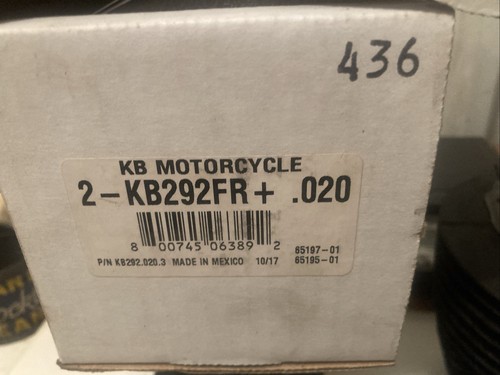 436
KB MOTORCYCLE
2-KB292FR+ .020
8 00745 06389 2
65197-01
P/N KB292.020.3 MADE IN MEXICO 10/17 65195-01